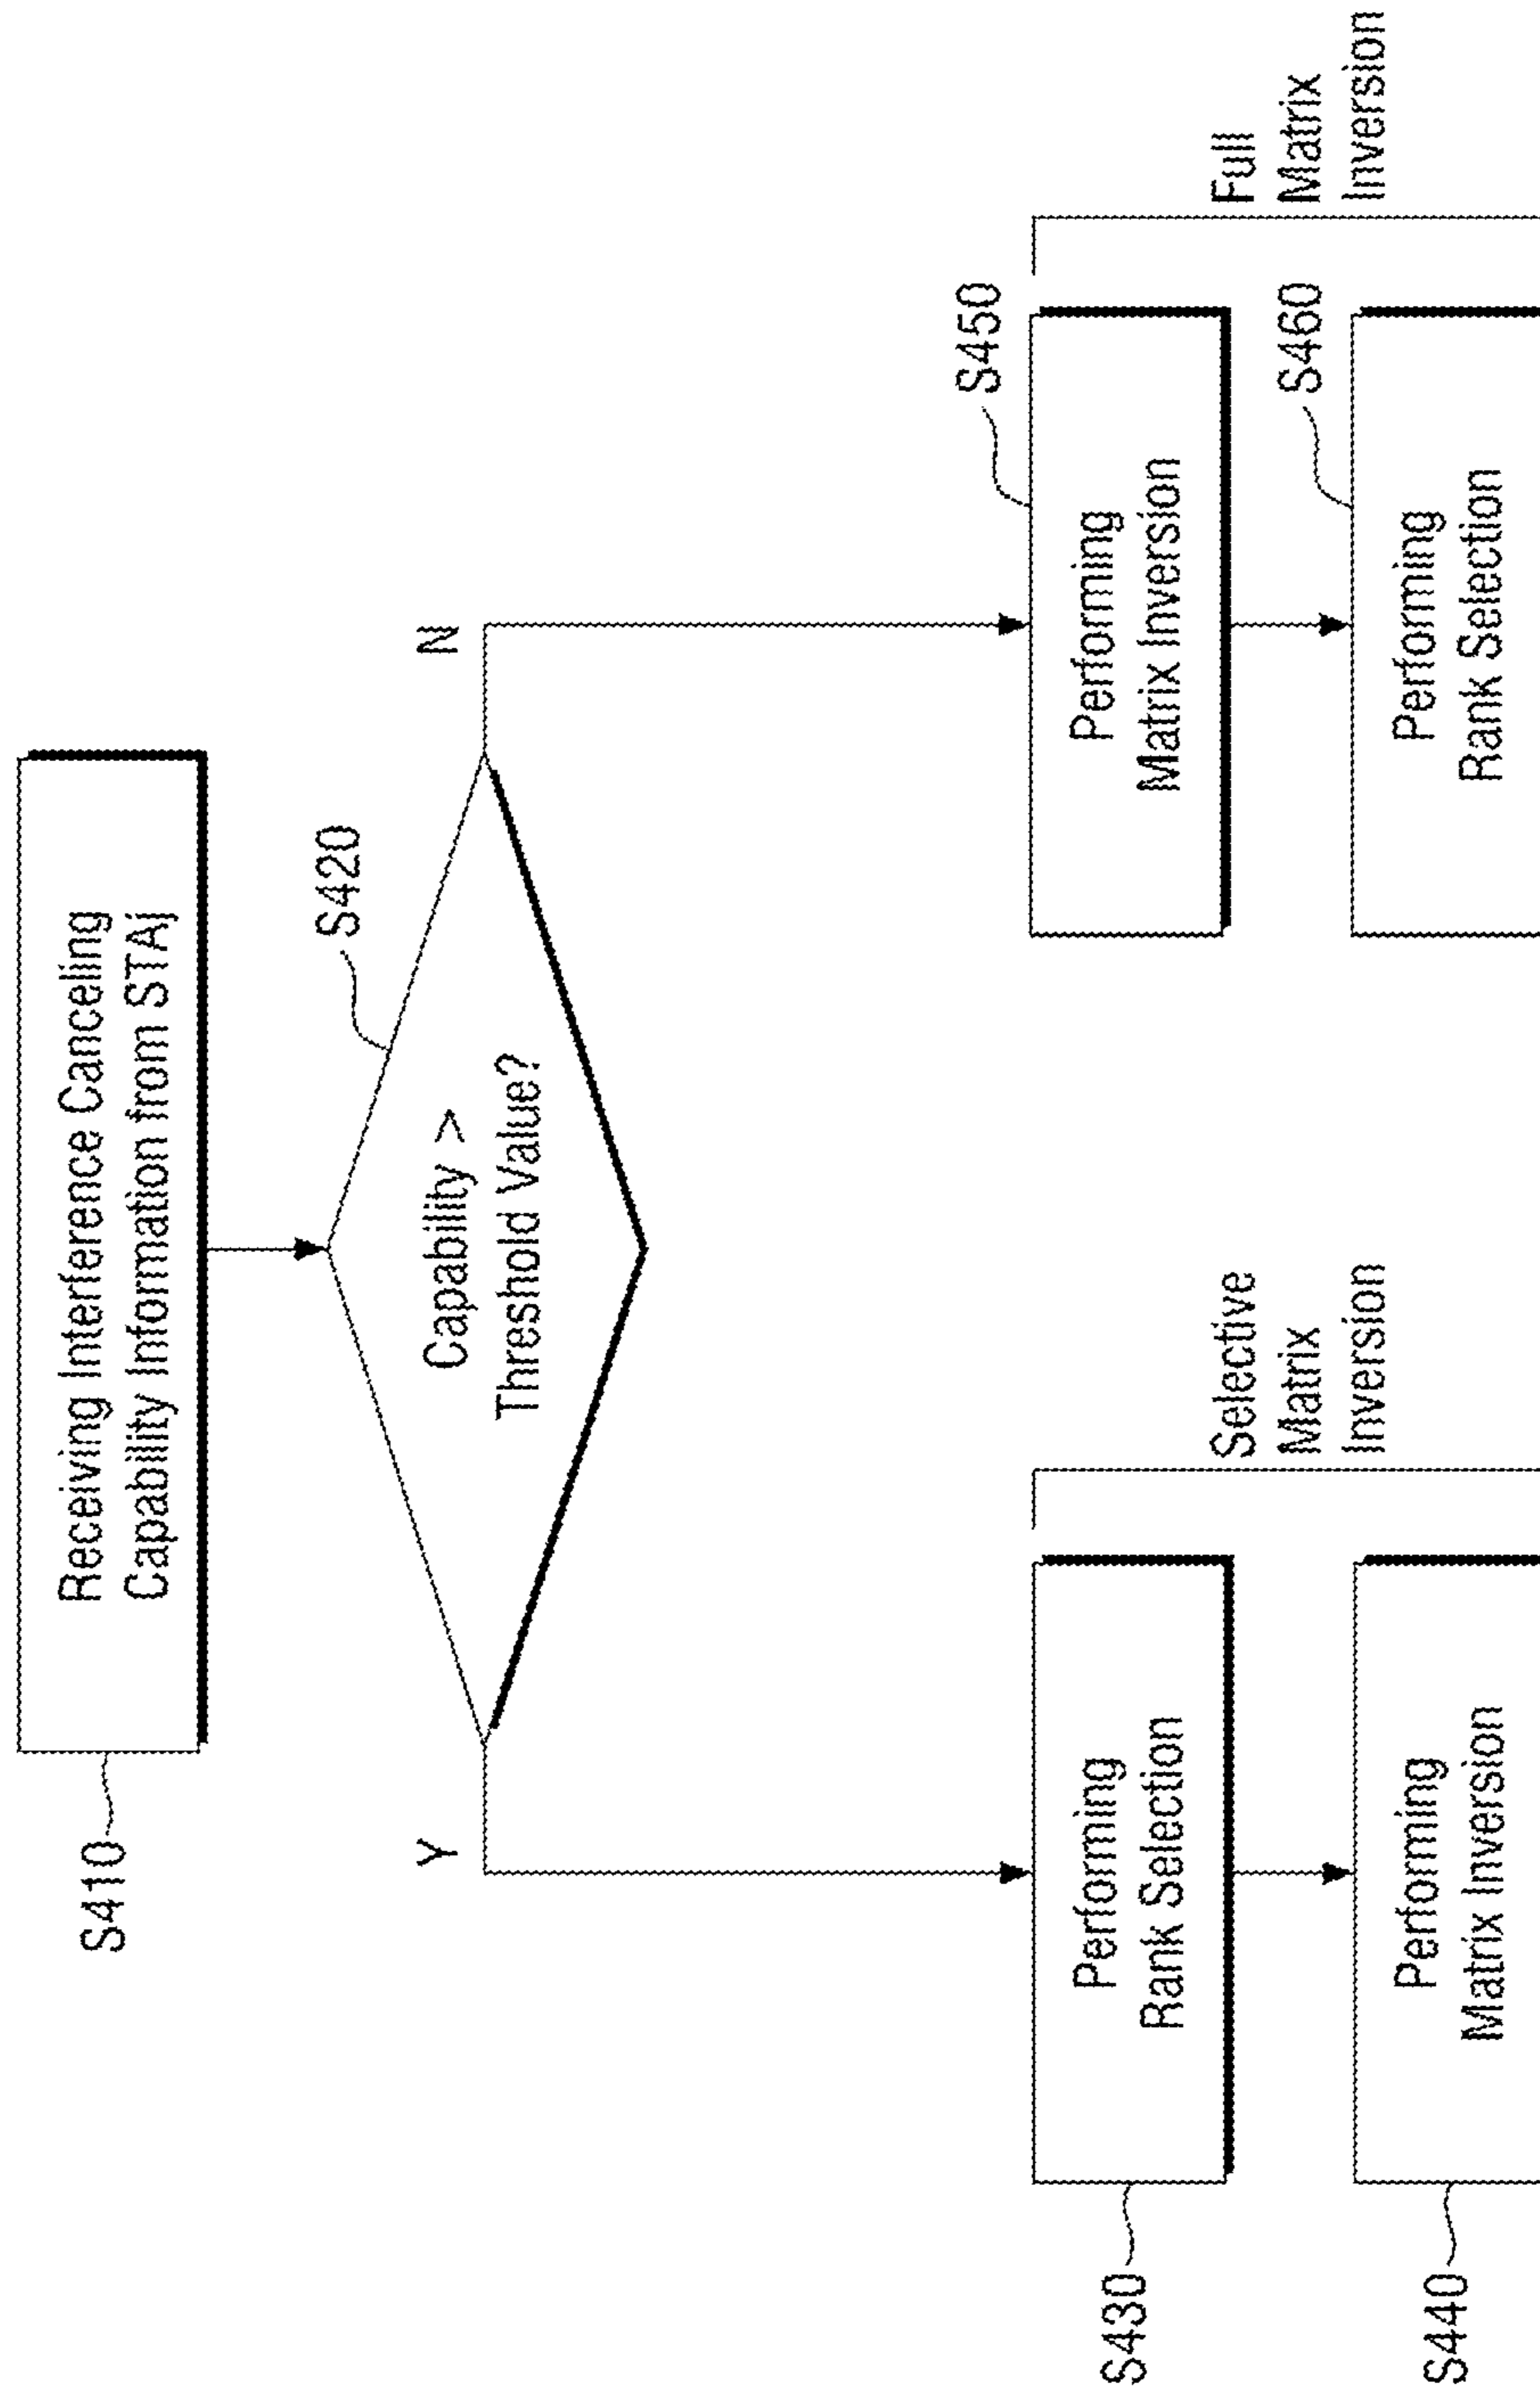 S410
Receiving Interference Canceling
Capability Information from STAj
S420
Capability >
Threshold Value?
Y
N
S430
Performing
Rank Selection
S440
Performing
Matrix Inversion
Selective
Matrix
Inversion
S450
Performing
Matrix Inversion
S460
Performing
Rank Selection
Full
Matrix
Inversion